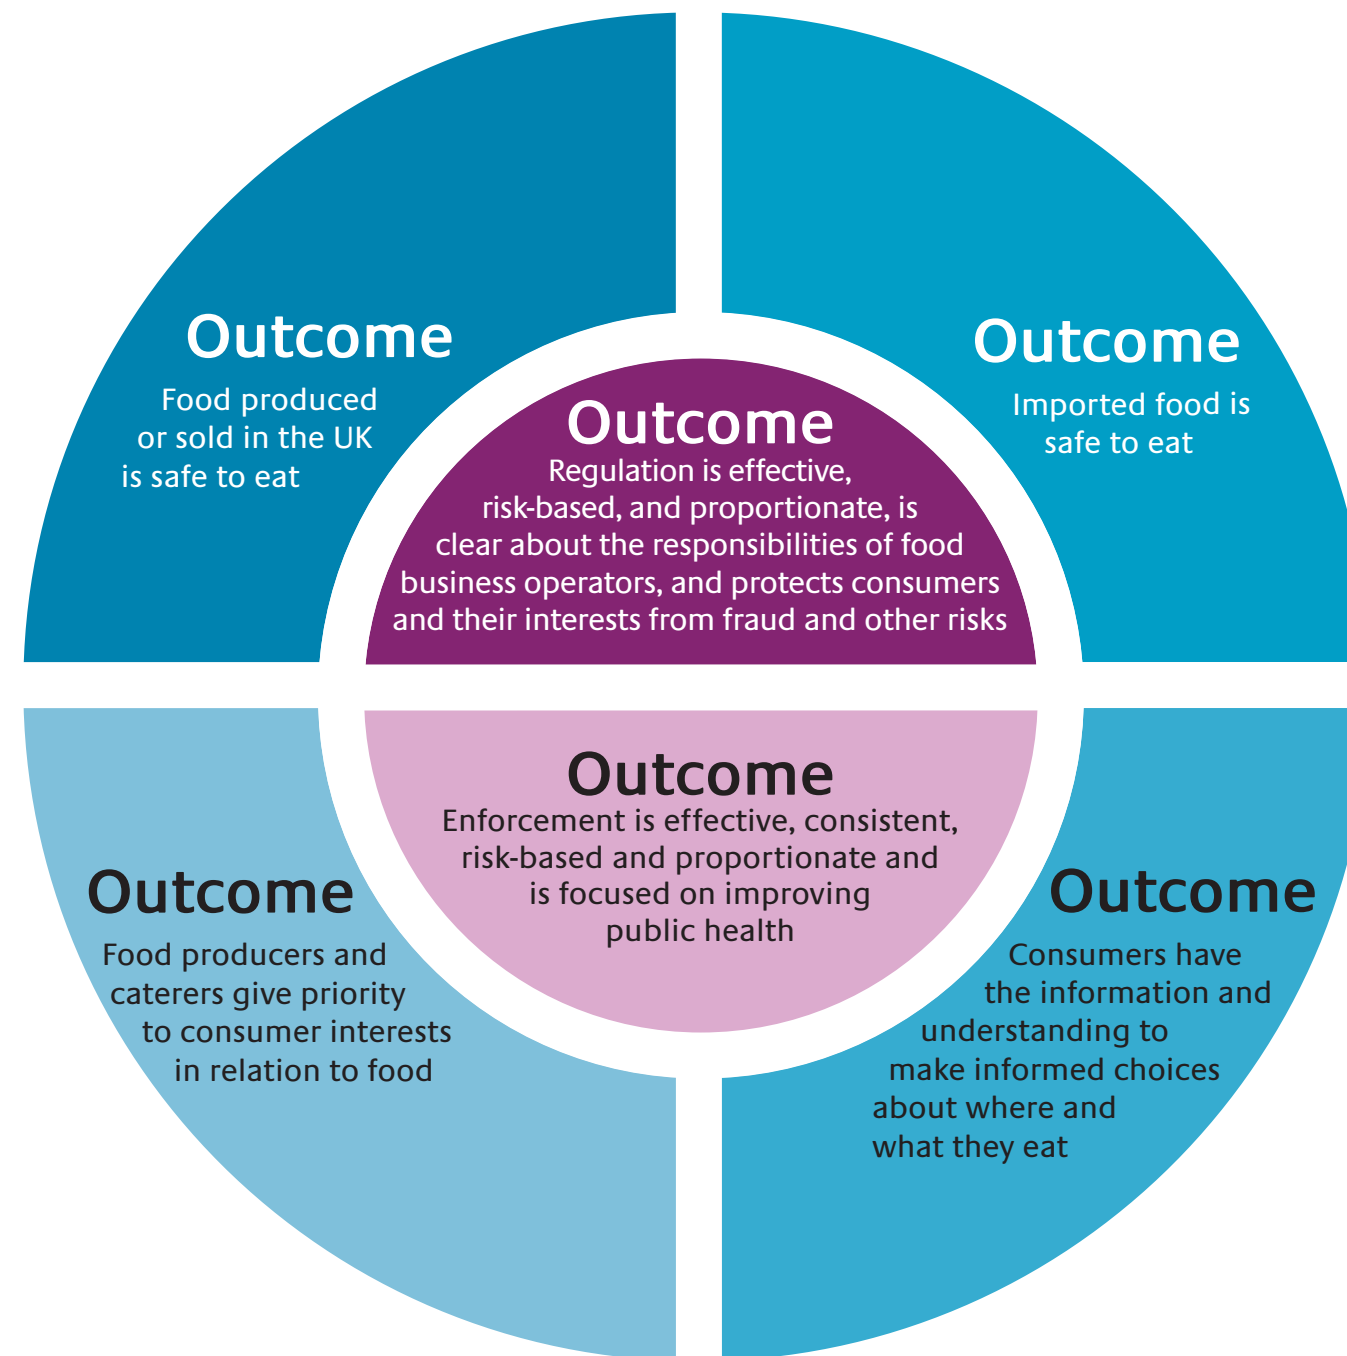 Outcome
Food produced
or sold in the UK
is safe to eat
Outcome
Imported food is
safe to eat
Outcome
Regulation is effective,
risk-based, and proportionate, is
clear about the responsibilities of food
business operators, and protects consumers
and their interests from fraud and other risks
Outcome
Enforcement is effective, consistent,
risk-based and proportionate and
is focused on improving
public health
Outcome
Food producers and
caterers give priority
to consumer interests
in relation to food
Outcome
Consumers have
the information and
understanding to
make informed choices
about where and
what they eat